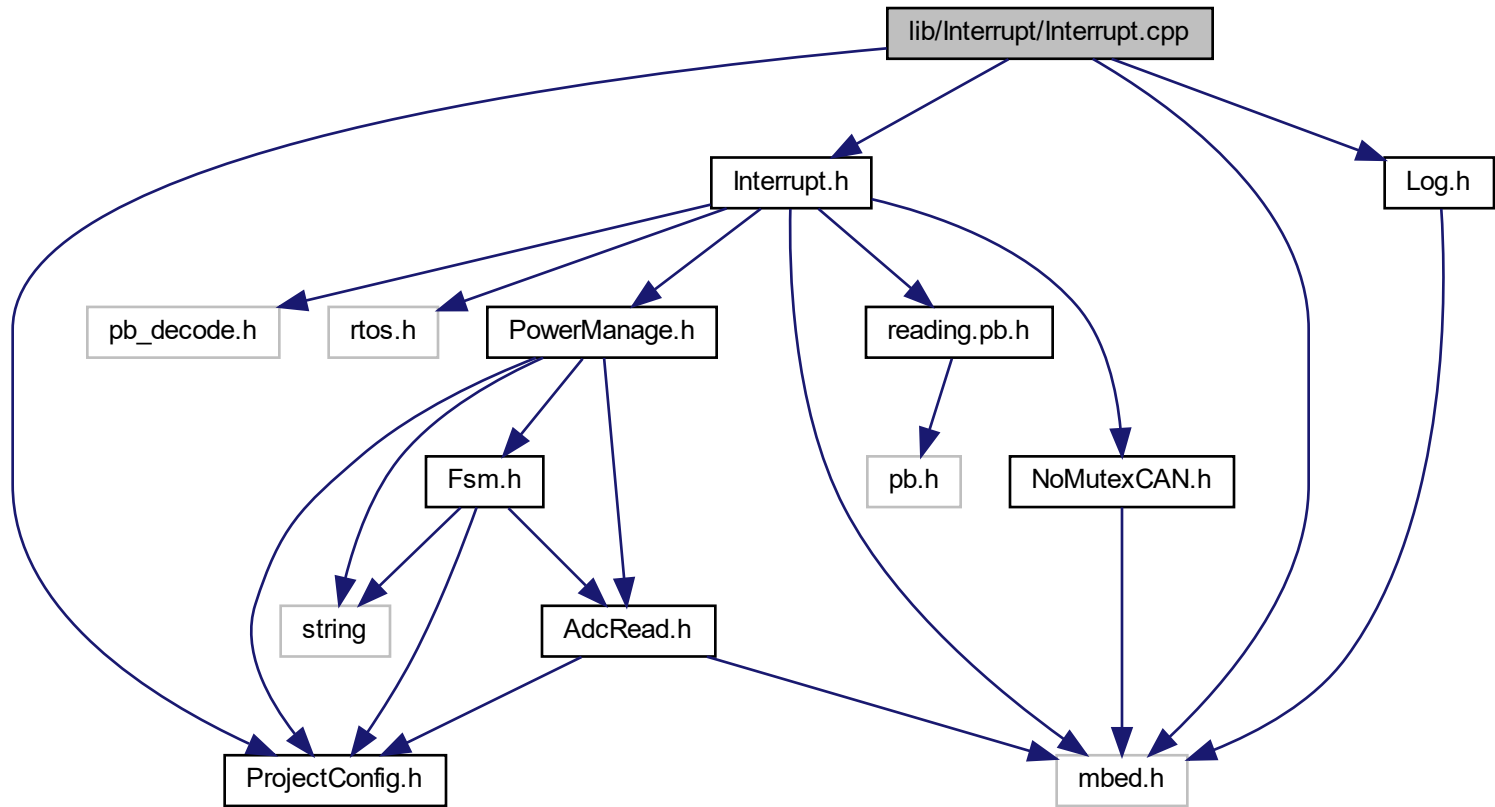 lib/Interrupt/Interrupt.cpp
Interrupt.h
Log.h
pb_decode.h
rtos.h
PowerManage.h
reading.pb.h
Fsm.h
pb.h
NoMutexCAN.h
string
AdcRead.h
ProjectConfig.h
mbed.h